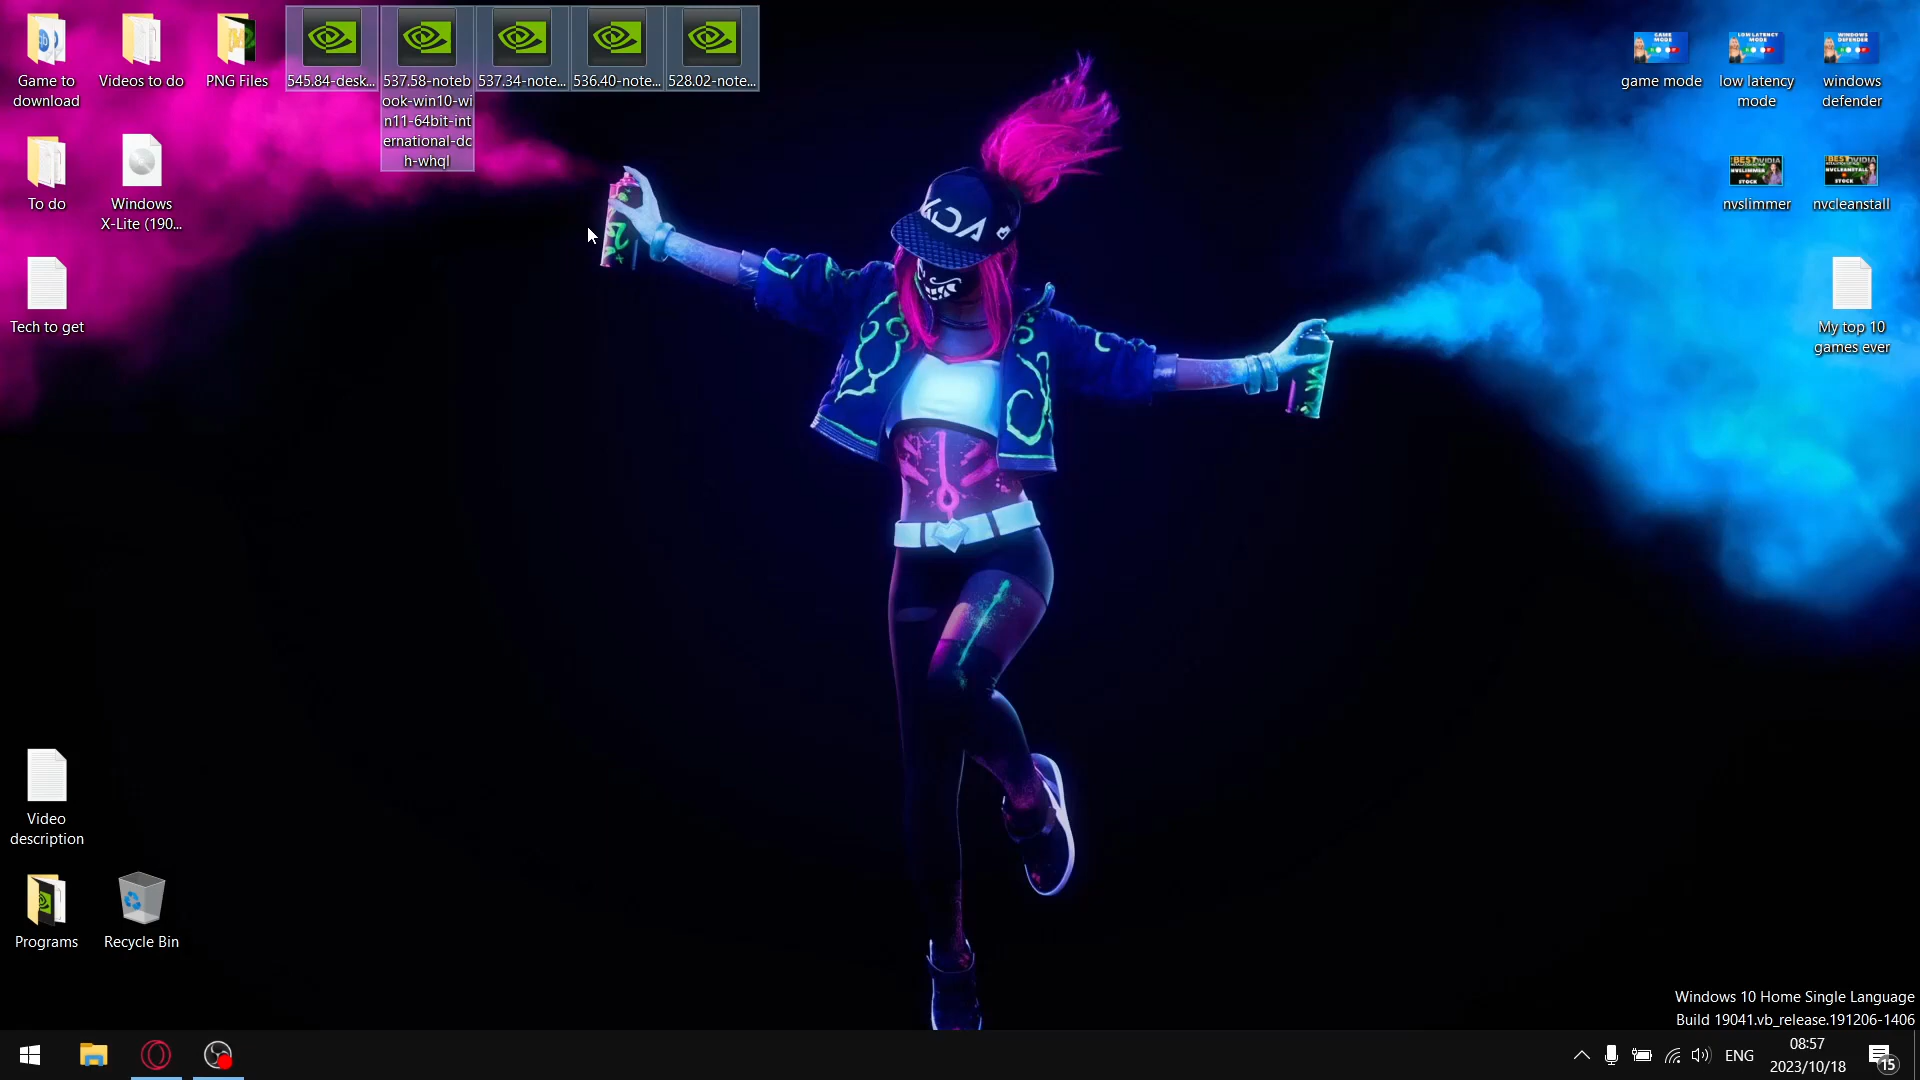 Game to
download
Videos to do
PNG Files
545.84-desk...
537.58-noteb
ook-win10-wi
n11-64bit-int
ernational-dc
h-whql
537.34-note...
536.40-note...
528.02-note...
game mode
low latency
mode
windows
defender
To do
Windows
X-Lite (190...
nvslimmer
nvcleanstall
Tech to get
My top 10
games ever
Video
description
Programs
Recycle Bin
Windows 10 Home Single Language
Build 19041.vb_release.191206-1406
ENG
08:57
2023/10/18
15